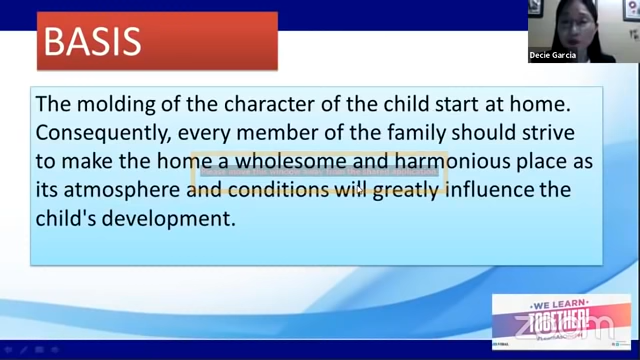 BASIS
Decie Garcia
The molding of the character of the child start at home.
Consequently, every member of the family should strive
to make the home a wholesome and harmonious place as
its atmosphere and conditions will greatly influence the
child's development.
WE LEARN
TOGETHER!
zoom